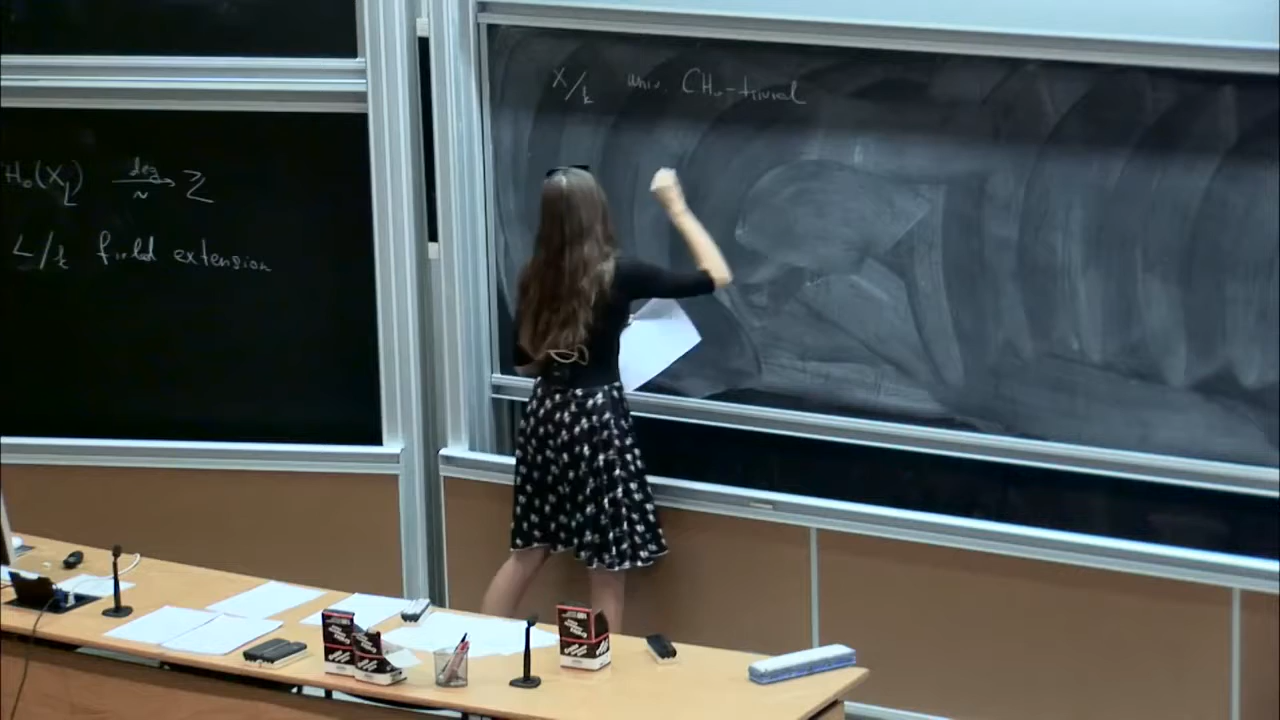 H₀(X_L) deg → ~ Z
L/k field extension
X/k univ. CH₀-trivial